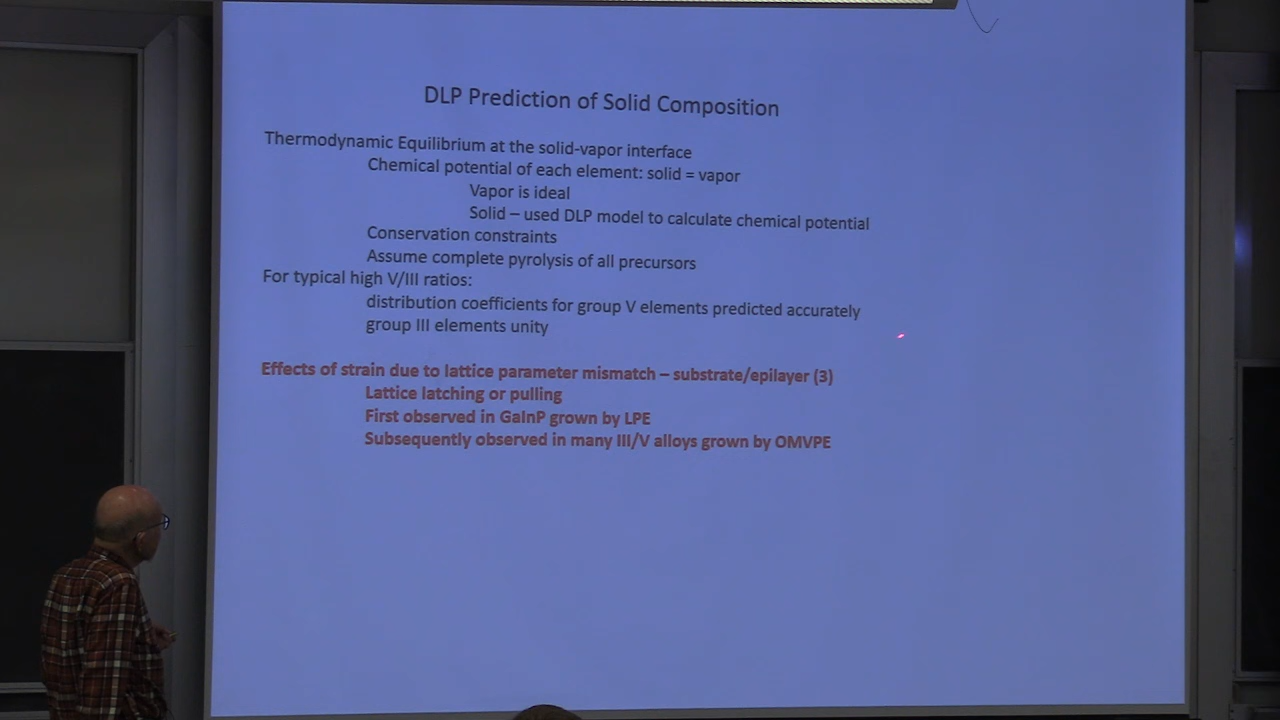 DLP Prediction of Solid Composition
Thermodynamic Equilibrium at the solid-vapor interface
Chemical potential of each element: solid = vapor
Vapor is ideal
Solid – used DLP model to calculate chemical potential
Conservation constraints
Assume complete pyrolysis of all precursors
For typical high V/III ratios:
distribution coefficients for group V elements predicted accurately
group III elements unity
Effects of strain due to lattice parameter mismatch – substrate/epilayer (3)
Lattice latching or pulling
First observed in GaInP grown by LPE
Subsequently observed in many III/V alloys grown by OMVPE